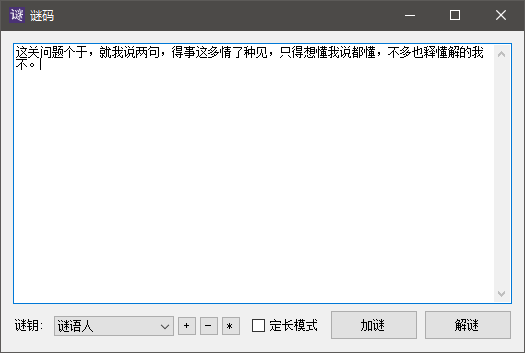 谜 谜码
这关问题个于，就我说两句，得事这多情了种见，只得想懂我说都懂，不多也释懂解的我
不。
谜钥： 谜语人 + - * 定长模式 加谜 解谜